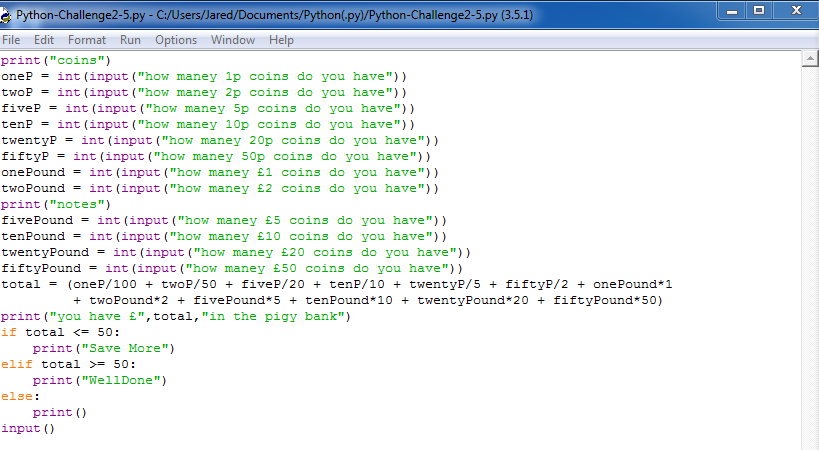 Python-Challenge2-5.py - C:/Users/Jared/Documents/Python(.py)/Python-Challenge2-5.py (3.5.1)
File Edit Format Run Options Window Help
print("coins")
oneP = int(input("how maney 1p coins do you have"))
twoP = int(input("how maney 2p coins do you have"))
fiveP = int(input("how maney 5p coins do you have"))
tenP = int(input("how maney 10p coins do you have"))
twentyP = int(input("how maney 20p coins do you have"))
fiftyP = int(input("how maney 50p coins do you have"))
onePound = int(input("how maney £1 coins do you have"))
twoPound = int(input("how maney £2 coins do you have"))
print("notes")
fivePound = int(input("how maney £5 coins do you have"))
tenPound = int(input("how maney £10 coins do you have"))
twentyPound = int(input("how maney £20 coins do you have"))
fiftyPound = int(input("how maney £50 coins do you have"))
total = (oneP/100 + twoP/50 + fiveP/20 + tenP/10 + twentyP/5 + fiftyP/2 + onePound*1
         + twoPound*2 + fivePound*5 + tenPound*10 + twentyPound*20 + fiftyPound*50)
print("you have £",total,"in the pigy bank")
if total <= 50:
    print("Save More")
elif total >= 50:
    print("WellDone")
else:
    print()
input()